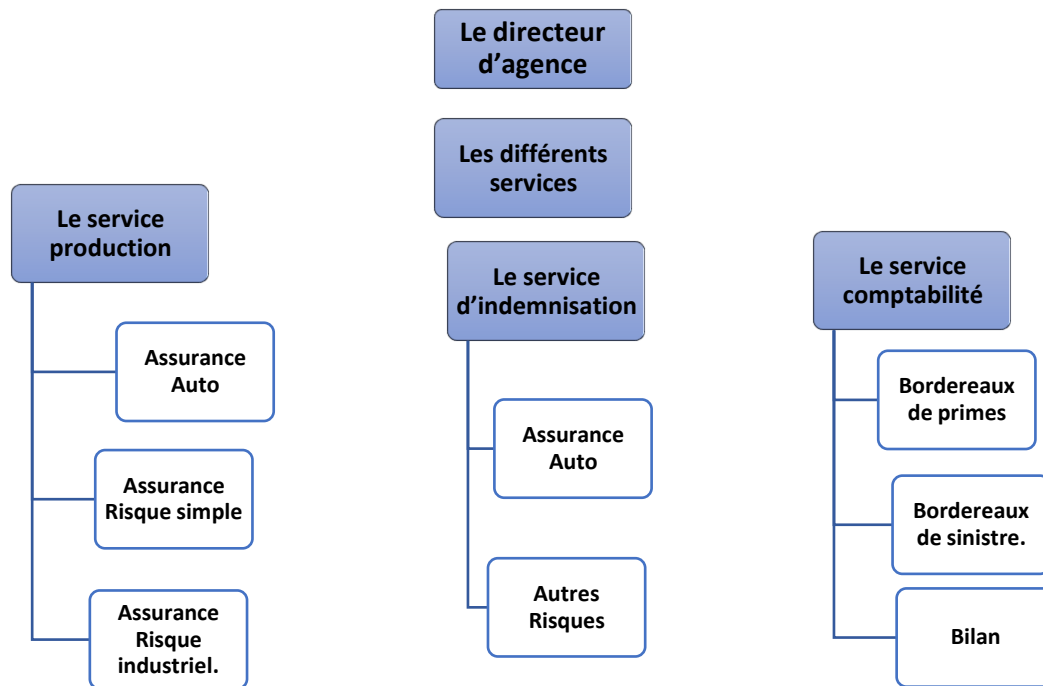 Le directeur
d’agence
Les différents
services
Le service
production
Assurance
Auto
Assurance
Risque simple
Assurance
Risque
industriel.
Le service
d’indemnisation
Assurance
Auto
Autres
Risques
Le service
comptabilité
Bordereaux
de primes
Bordereaux
de sinistre.
Bilan